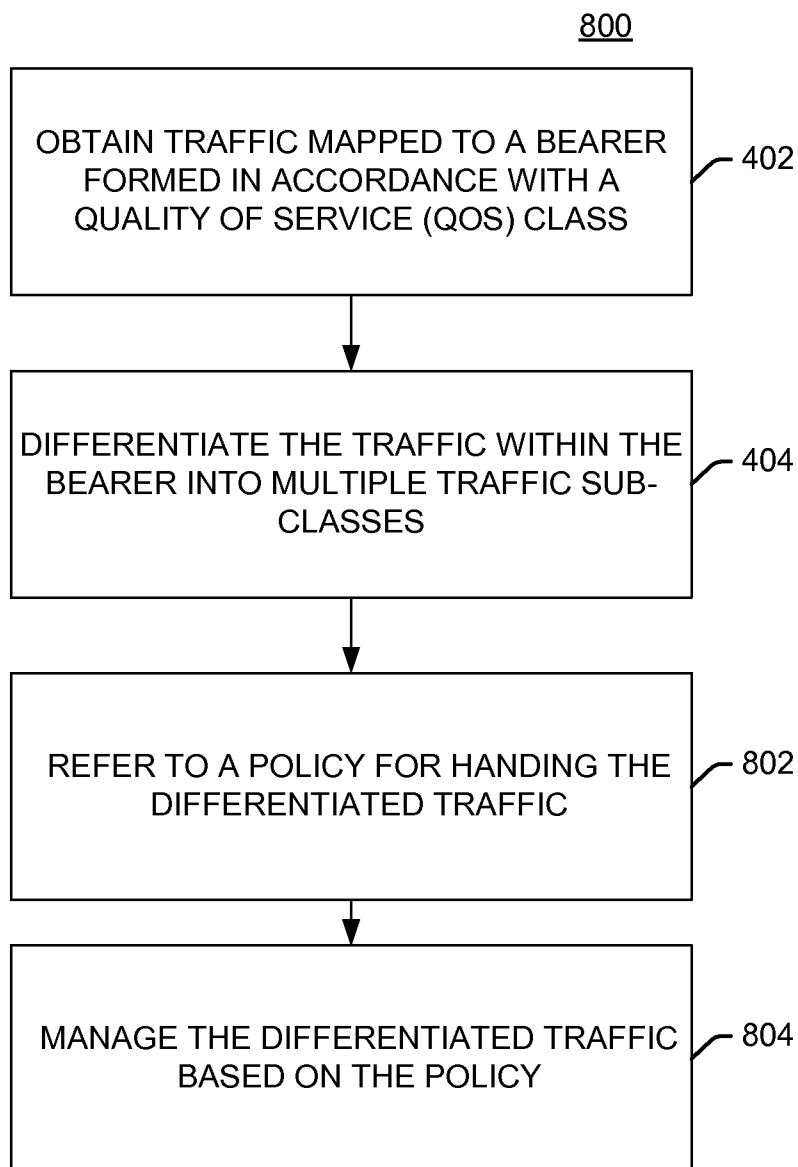 800
OBTAIN TRAFFIC MAPPED TO A BEARER
FORMED IN ACCORDANCE WITH A
QUALITY OF SERVICE (QOS) CLASS
402
DIFFERENTIATE THE TRAFFIC WITHIN THE
BEARER INTO MULTIPLE TRAFFIC SUB-
CLASSES
404
REFER TO A POLICY FOR HANDING THE
DIFFERENTIATED TRAFFIC
802
MANAGE THE DIFFERENTIATED TRAFFIC
BASED ON THE POLICY
804